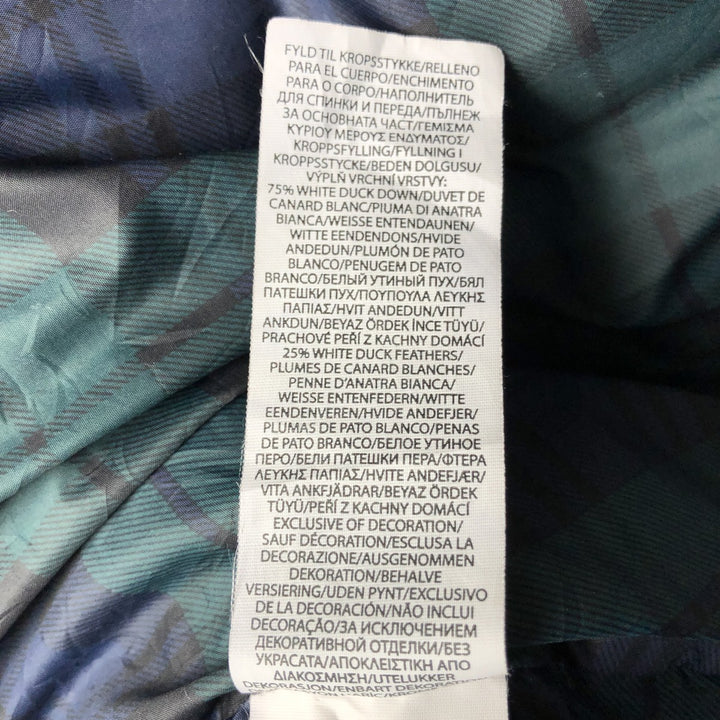 FYLD TIL KROPSSTYKKE/RELLENO
PARA EL CUERPO/ENCHIMENTO
PARA O CORPO/НАПОЛНИТЕЛЬ
ДЛЯ СПИНКИ И ПЕРЕДА/ПЪЛНЕЖ
ЗА ОСНОВНАТА ЧАСТ/ΓΕΜΙΣΜΑ
ΚΥΡΙΟΥ ΜΕΡΟΥΣ ΕΝΔΥΜΑΤΟΣ/
KROPPSFYLLING/FYLLNING I
KROPPSSTYCKE/BEDEN DOLGUSU/
VÝPLŇ VRCHNÍ VRSTVY:
75% WHITE DUCK DOWN/DUVET DE
CANARD BLANC/PIUMA DI ANATRA
BIANCA/WEISSE ENTENDAUNEN/
WITTE EENDENDONS/HVIDE
ANDEDUN/PLUMÓN DE PATO
BLANCO/PENUGEM DE PATO
BRANCO/БЕЛЫЙ УТИНЫЙ ПУХ/БЯЛ
ПАТЕШКИ ПУХ/ΠΟΥΠΟΥΛΑ ΛΕΥΚΗΣ
ΠΑΠΙΑΣ/HVIT ANDEDUN/VITT
ANKDUN/BEYAZ ÖRDEK İNCE TÜYÜ/
PRACHOVÉ PEŘÍ Z KACHNY DOMÁCÍ
25% WHITE DUCK FEATHERS/
PLUMES DE CANARD BLANCHES/
PENNE D'ANATRA BIANCA/
WEISSE ENTENFEDERN/WITTE
EENDENVEREN/HVIDE ANDEFJER/
PLUMAS DE PATO BLANCO/PENAS
DE PATO BRANCO/БЕЛОЕ УТИНОЕ
ПЕРО/БЕЛИ ПАТЕШКИ ПЕРА/ΦΤΕΡΑ
ΛΕΥΚΗΣ ΠΑΠΙΑΣ/HVITE ANDEFJÆR/
VITA ANKFJÄDRAR/BEYAZ ÖRDEK
TÜYÜ/PEŘÍ Z KACHNY DOMÁCÍ
EXCLUSIVE OF DECORATION/
SAUF DÉCORATION/ESCLUSA LA
DECORAZIONE/AUSGENOMMEN
DEKORATION/BEHALVE
VERSIERING/UDEN PYNT/EXCLUSIVO
DE LA DECORACIÓN/NÃO INCLUI
DECORAÇÃO/ЗА ИСКЛЮЧЕНИЕМ
ДЕКОРАТИВНОЙ ОТДЕЛКИ/БЕЗ
УКРАСАТА/ΑΠΟΚΛΕΙΣΤΙΚΗ ΑΠΟ
ΔΙΑΚΟΣΜΗΣΗ/UTELUKKER
DEKORASJON/ENBART DEKORATION